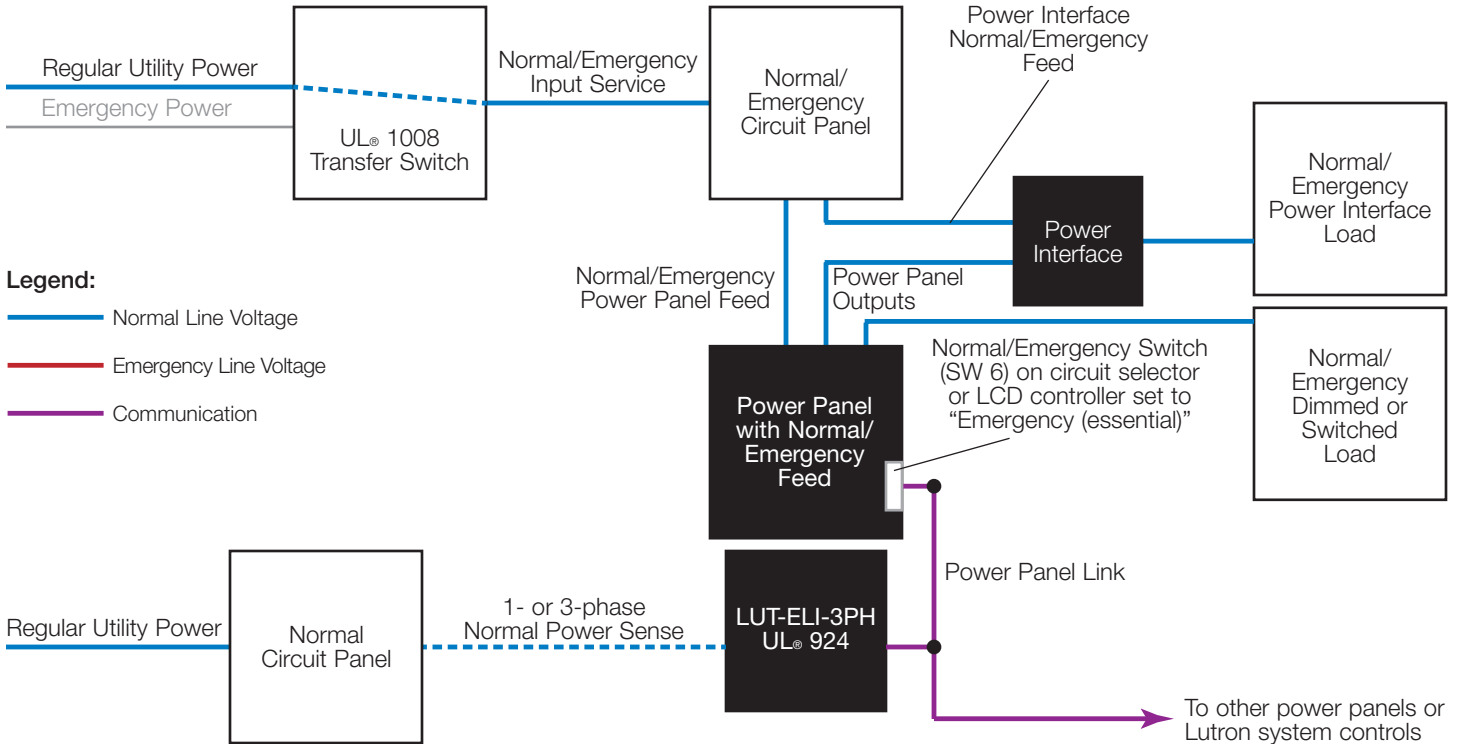 Regular Utility Power
Emergency Power
UL® 1008
Transfer Switch
Normal/Emergency
Input Service
Normal/
Emergency
Circuit Panel
Power Interface
Normal/Emergency
Feed
Power
Interface
Normal/
Emergency
Power Interface
Load
Legend:
Normal Line Voltage
Emergency Line Voltage
Communication
Normal/Emergency
Power Panel Feed
Power Panel
Outputs
Power Panel
with Normal/
Emergency
Feed
Normal/Emergency Switch
(SW 6) on circuit selector
or LCD controller set to
“Emergency (essential)”
Normal/
Emergency
Dimmed or
Switched
Load
Regular Utility Power
Normal
Circuit Panel
1- or 3-phase
Normal Power Sense
LUT-ELI-3PH
UL® 924
Power Panel Link
To other power panels or
Lutron system controls